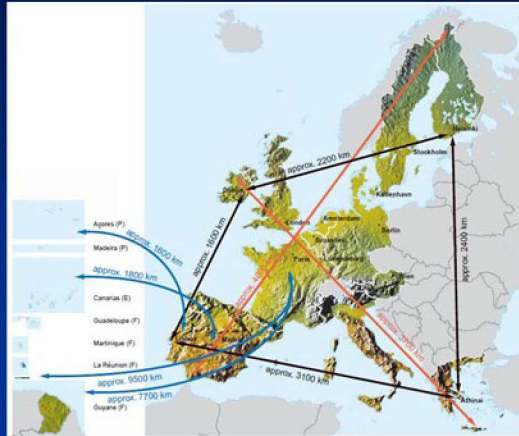 Helsinki
Stockholm
approx. 2200 km
København
approx. 1600 km
approx. 2400 km
London
Amsterdam
Berlin
Bruxelles
Luxembourg
Paris
Wien
Açores (P)
approx. 1800 km
Madeira (P)
approx. 1800 km
Canarias (E)
Guadeloupe (F)
Martinique (F)
La Réunion (F)
approx. 9500 km
approx. 3100 km
approx. 7700 km
Athinai
Guyane (F)